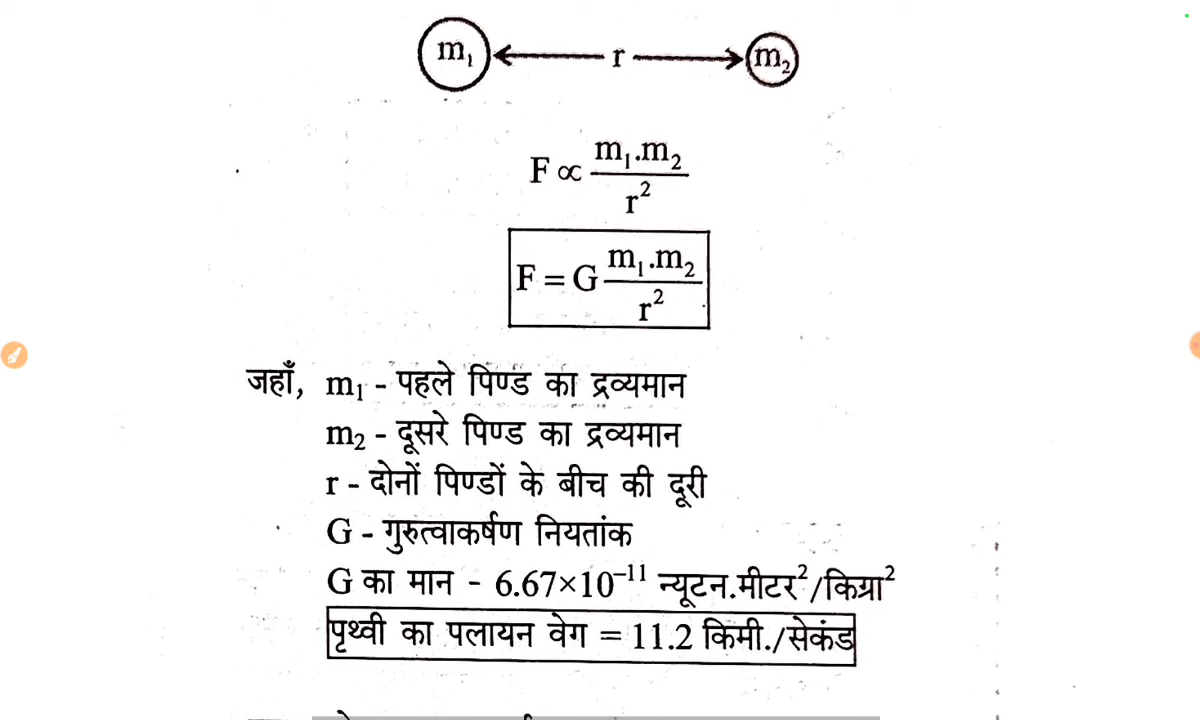 m₁ r m₂
F ∝ m₁.m₂ / r²
F = G m₁.m₂ / r²
जहाँ, m₁ - पहले पिण्ड का द्रव्यमान
m₂ - दूसरे पिण्ड का द्रव्यमान
r - दोनों पिण्डों के बीच की दूरी
G - गुरुत्वाकर्षण नियतांक
G का मान - 6.67×10⁻¹¹ न्यूटन.मीटर²/किग्रा²
पृथ्वी का पलायन वेग = 11.2 किमी./सेकंड